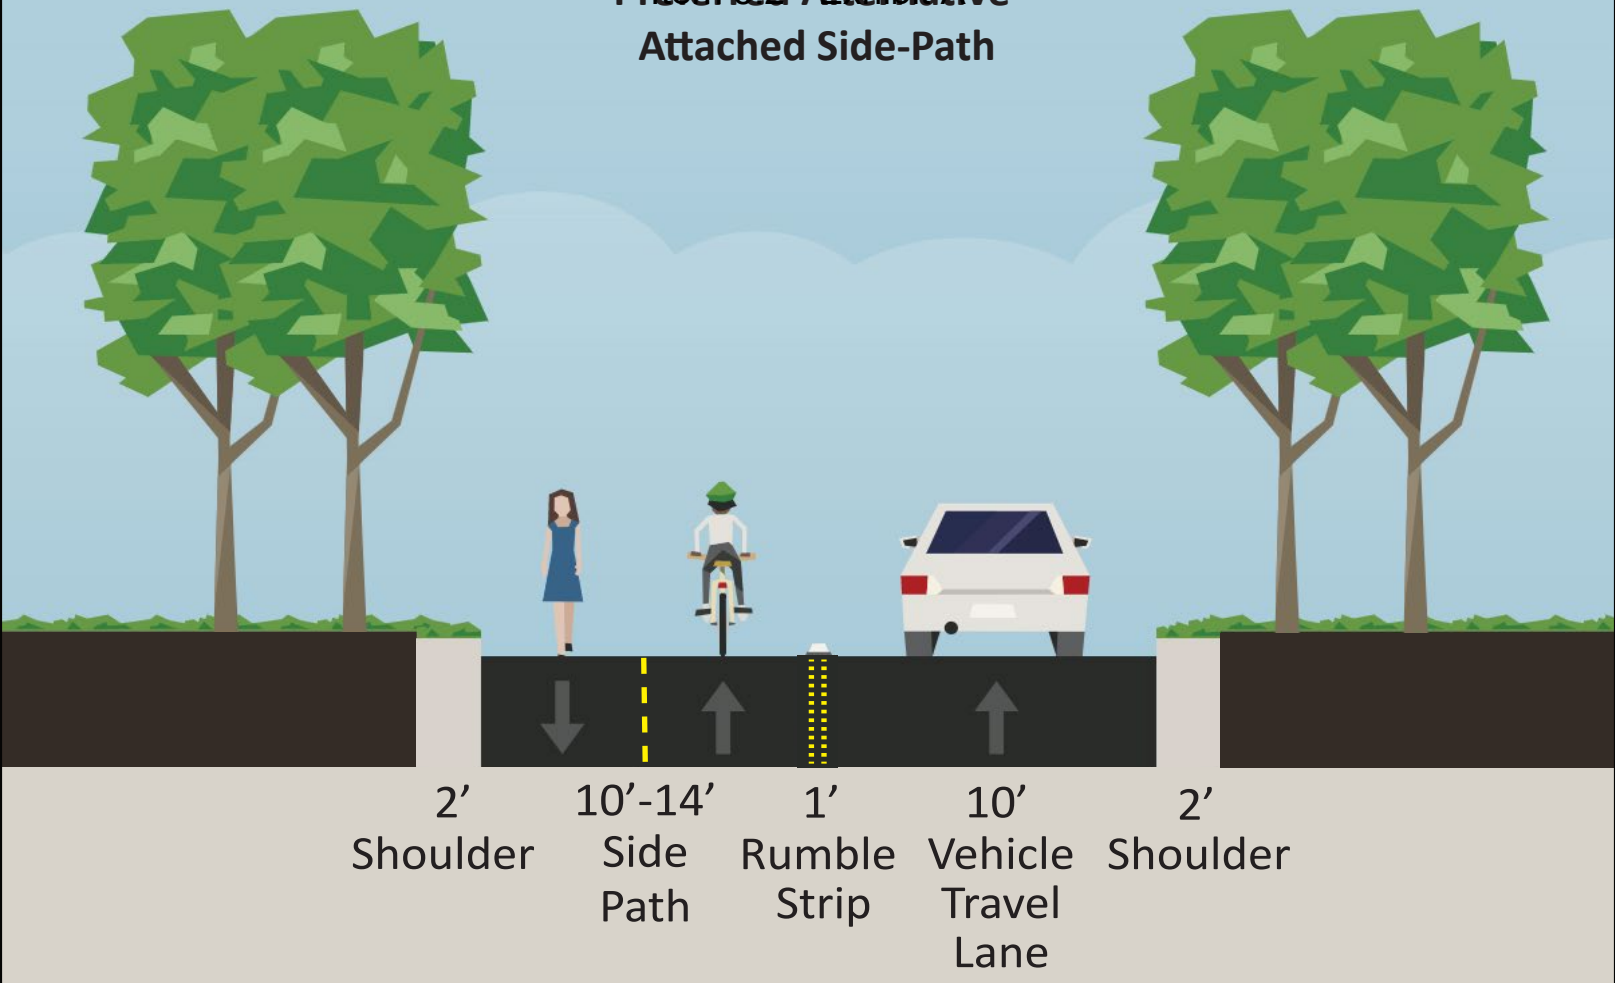 Attached Side-Path
2’
Shoulder
10’-14’
Side
Path
1’
Rumble
Strip
10’
Vehicle
Travel
Lane
2’
Shoulder